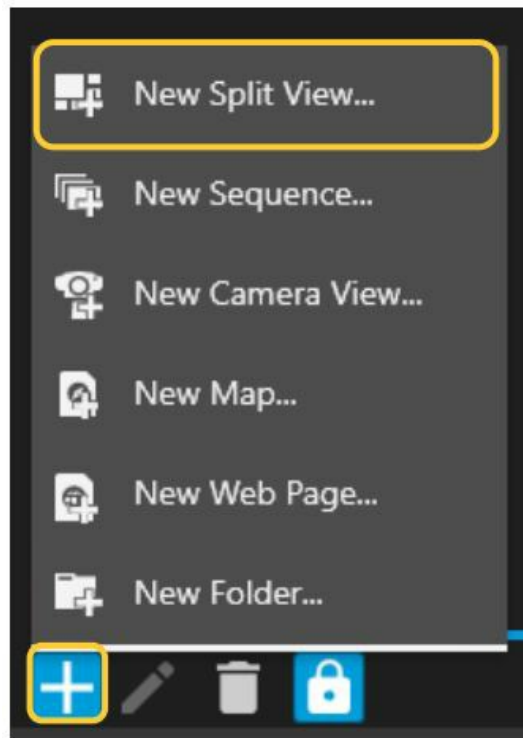 New Split View...
New Sequence...
New Camera View...
New Map...
New Web Page...
New Folder...